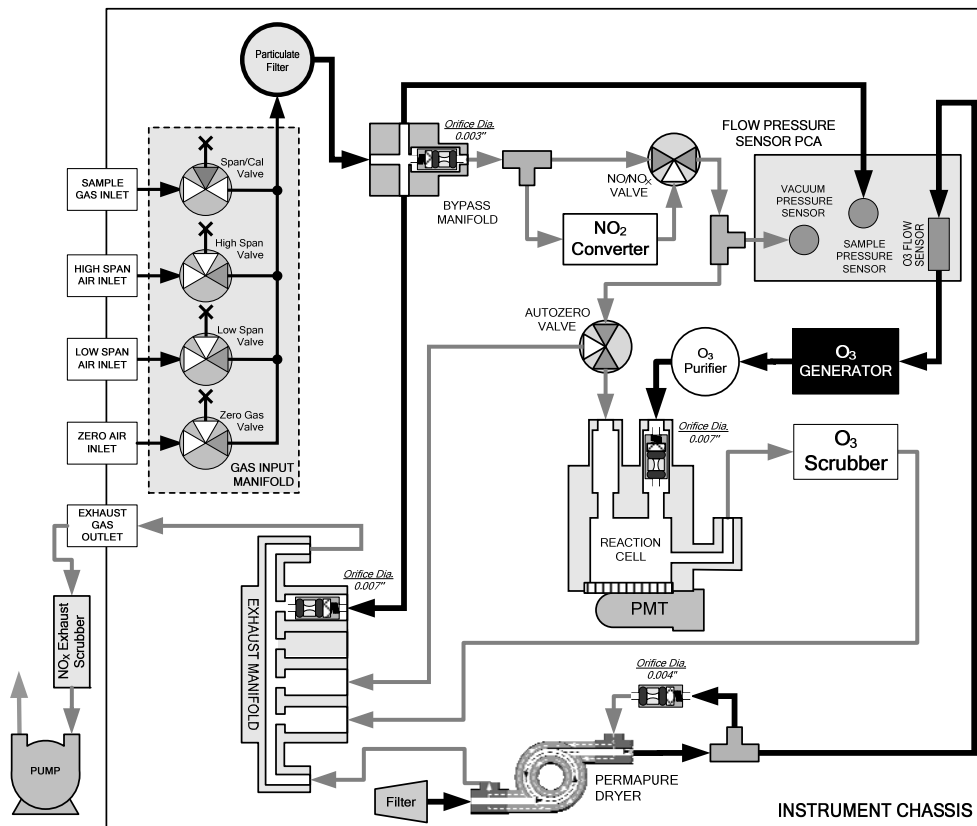 Particulate
Filter
Orifice Dia.
0.003"
Span/Cal
Valve
SAMPLE
GAS INLET
High Span
Valve
HIGH SPAN
AIR INLET
Low Span
Valve
LOW SPAN
AIR INLET
Zero Gas
Valve
ZERO AIR
INLET
GAS INPUT
MANIFOLD
BYPASS
MANIFOLD
NO/NOX
VALVE
NO2
Converter
FLOW PRESSURE
SENSOR PCA
VACUUM
PRESSURE
SENSOR
SAMPLE
PRESSURE
SENSOR
O3 FLOW
SENSOR
AUTOZERO
VALVE
O3
Purifier
O3
GENERATOR
Orifice Dia.
0.007"
O3
Scrubber
REACTION
CELL
PMT
EXHAUST
GAS
OUTLET
Orifice Dia.
0.007"
EXHAUST MANIFOLD
NOX Exhaust
Scrubber
PUMP
Orifice Dia.
0.004"
Filter
PERMAPURE
DRYER
INSTRUMENT CHASSIS